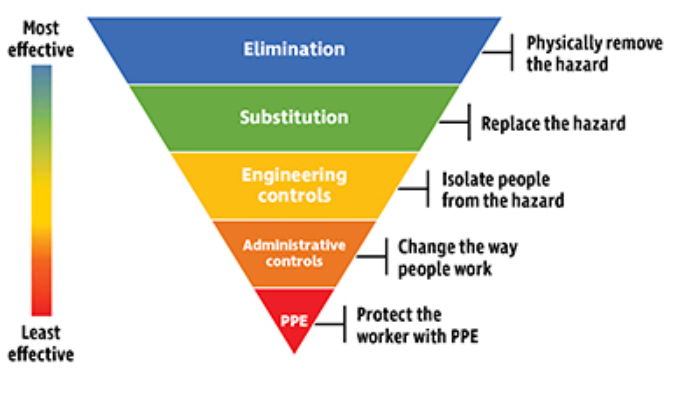 Most
effective
Elimination
Physically remove
the hazard
Substitution
Replace the hazard
Engineering
controls
Isolate people
from the hazard
Administrative
controls
Change the way
people work
PPE
Protect the
worker with PPE
Least
effective